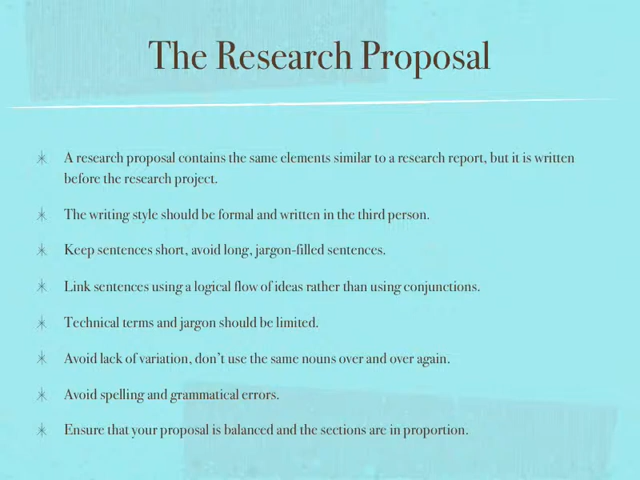 The Research Proposal
A research proposal contains the same elements similar to a research report, but it is written
before the research project.
The writing style should be formal and written in the third person.
Keep sentences short, avoid long, jargon-filled sentences.
Link sentences using a logical flow of ideas rather than using conjunctions.
Technical terms and jargon should be limited.
Avoid lack of variation, don't use the same nouns over and over again.
Avoid spelling and grammatical errors.
Ensure that your proposal is balanced and the sections are in proportion.